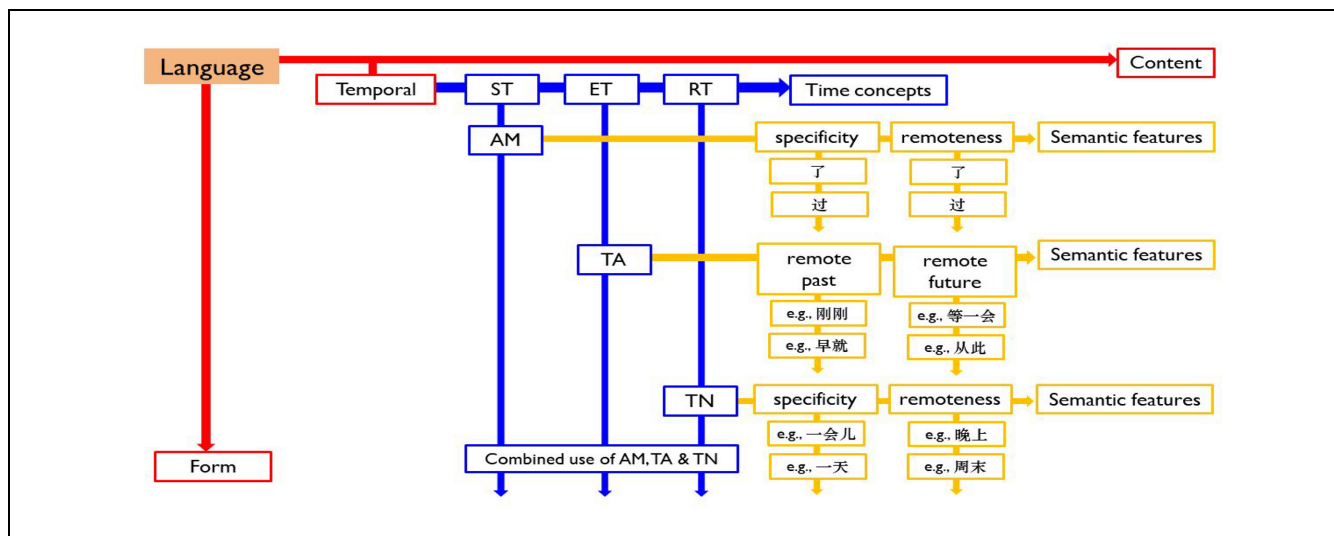 Language
Content
Temporal
ST
ET
RT
Time concepts
AM
specificity
remoteness
Semantic features
了
了
过
过
TA
remote
past
remote
future
Semantic features
e.g., 刚刚
e.g., 等一会
e.g., 早就
e.g., 从此
TN
specificity
remoteness
Semantic features
e.g., 一会儿
e.g., 晚上
Combined use of AM, TA & TN
e.g., 一天
e.g., 周末
Form